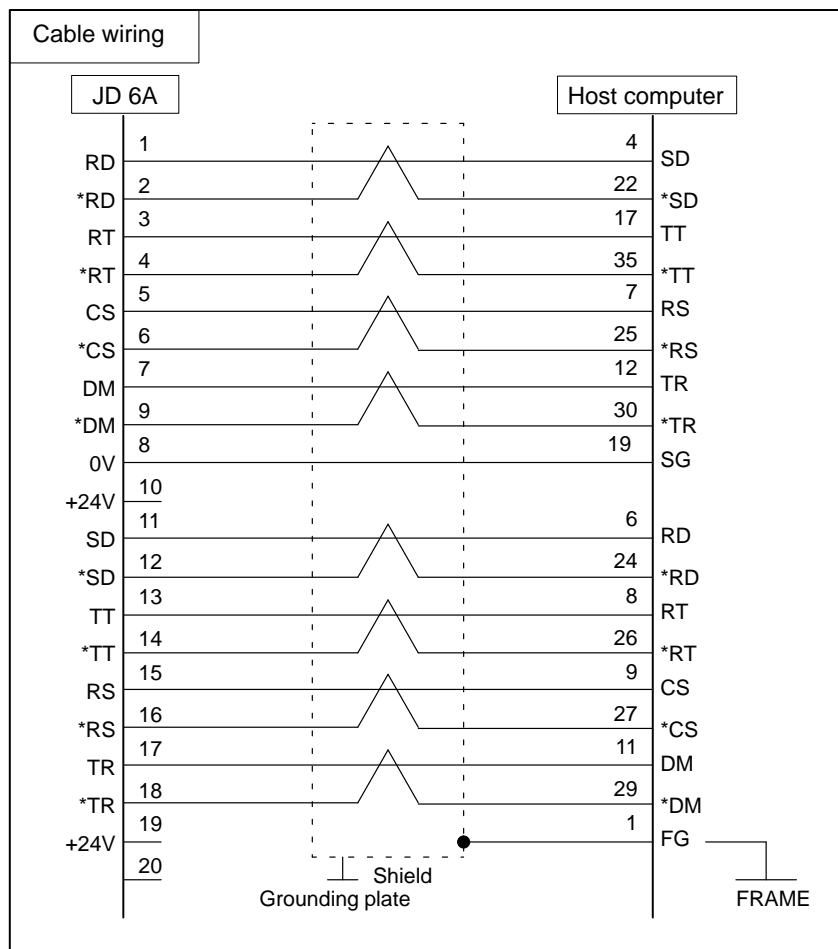 Cable wiring
JD 6A Host computer
1 4
RD SD
2 22
*RD *SD
3 17
RT TT
4 35
*RT *TT
5 7
CS RS
6 25
*CS *RS
7 12
DM TR
9 30
*DM *TR
8 19
0V SG
10
+24V
11 6
SD RD
12 24
*SD *RD
13 8
TT RT
14 26
*TT *RT
15 9
RS CS
16 27
*RS *CS
17 11
TR DM
18 29
*TR *DM
19 1
+24V FG
20
Shield
Grounding plate FRAME